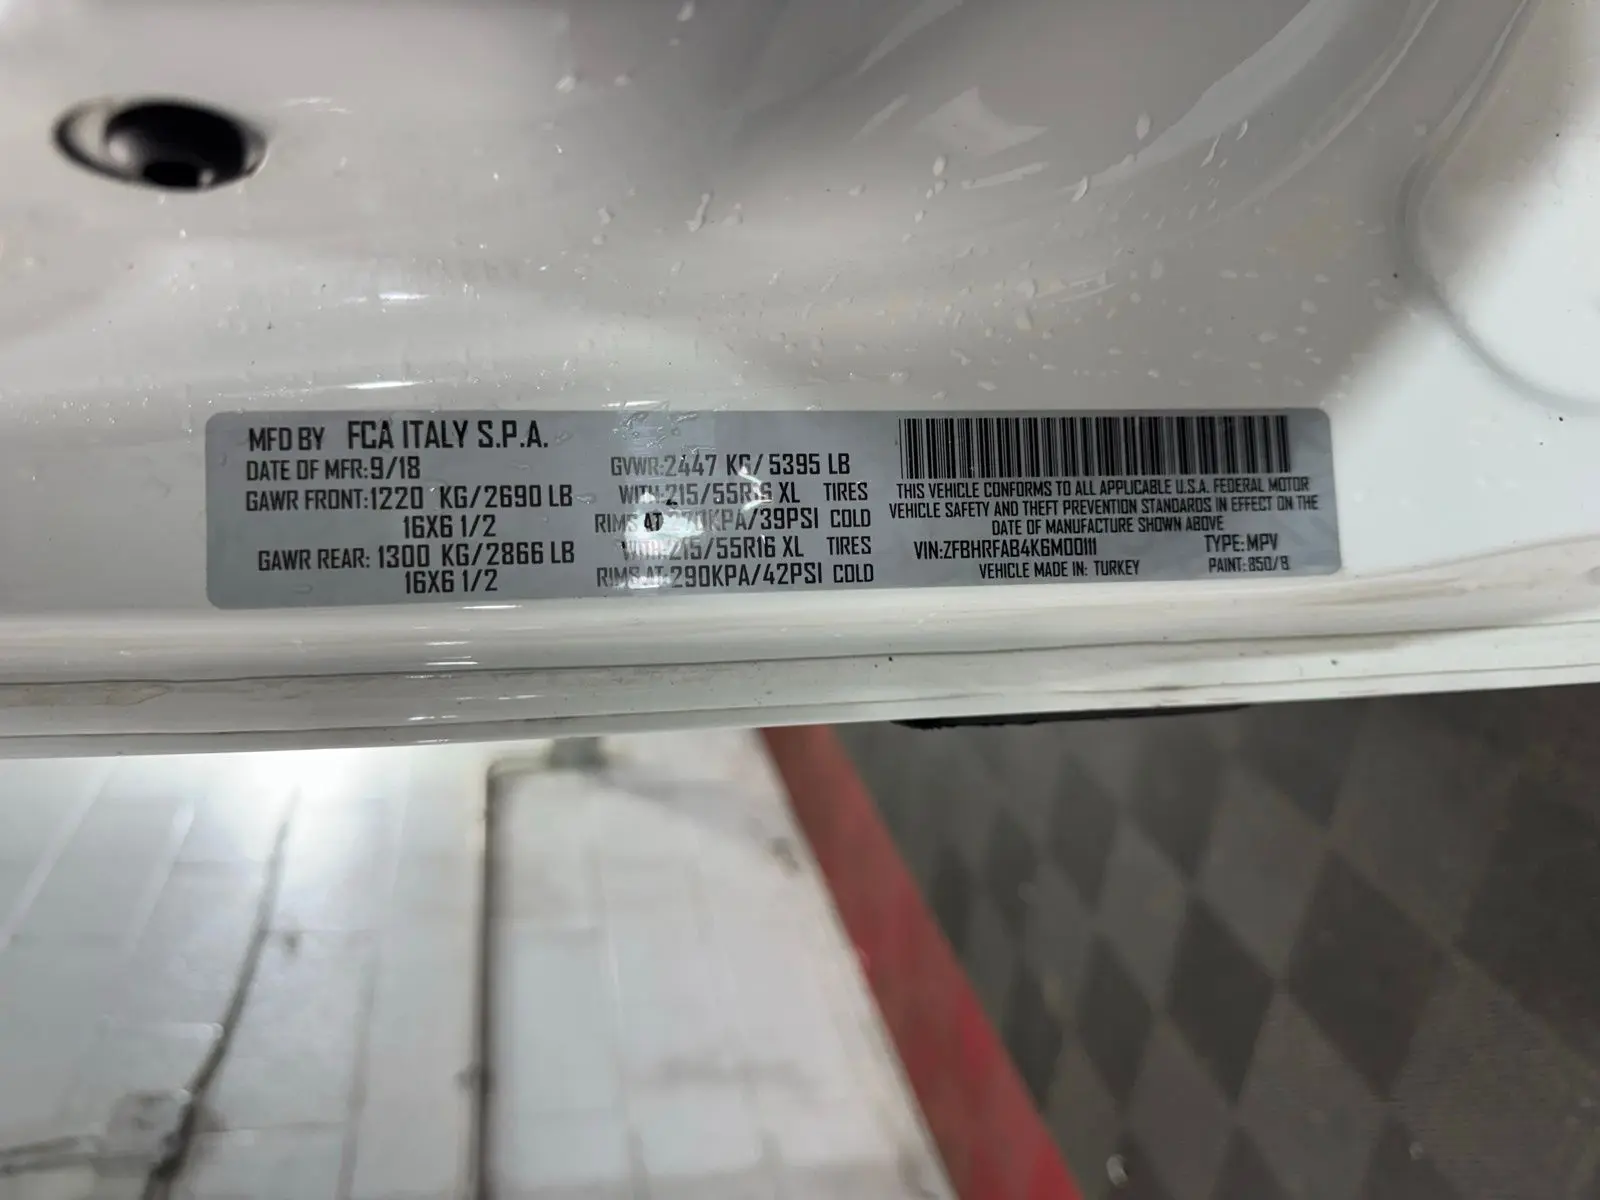 MFD BY FCA ITALY S.P.A.
DATE OF MFR:9/18
GAWR FRONT:1220 KG/2690 LB
16X6 1/2
GAWR REAR: 1300 KG/2866 LB
16X6 1/2
GVWR:2447 KG/ 5395 LB
WITH:215/55R16 XL TIRES
RIMS AT:270KPA/39PSI COLD
WITH:215/55R16 XL TIRES
RIMS AT:290KPA/42PSI COLD
THIS VEHICLE CONFORMS TO ALL APPLICABLE U.S.A. FEDERAL MOTOR
VEHICLE SAFETY AND THEFT PREVENTION STANDARDS IN EFFECT ON THE
DATE OF MANUFACTURE SHOWN ABOVE
VIN:ZFBHRFAB4K6M00111 TYPE:MPV
VEHICLE MADE IN: TURKEY PAINT:850/B